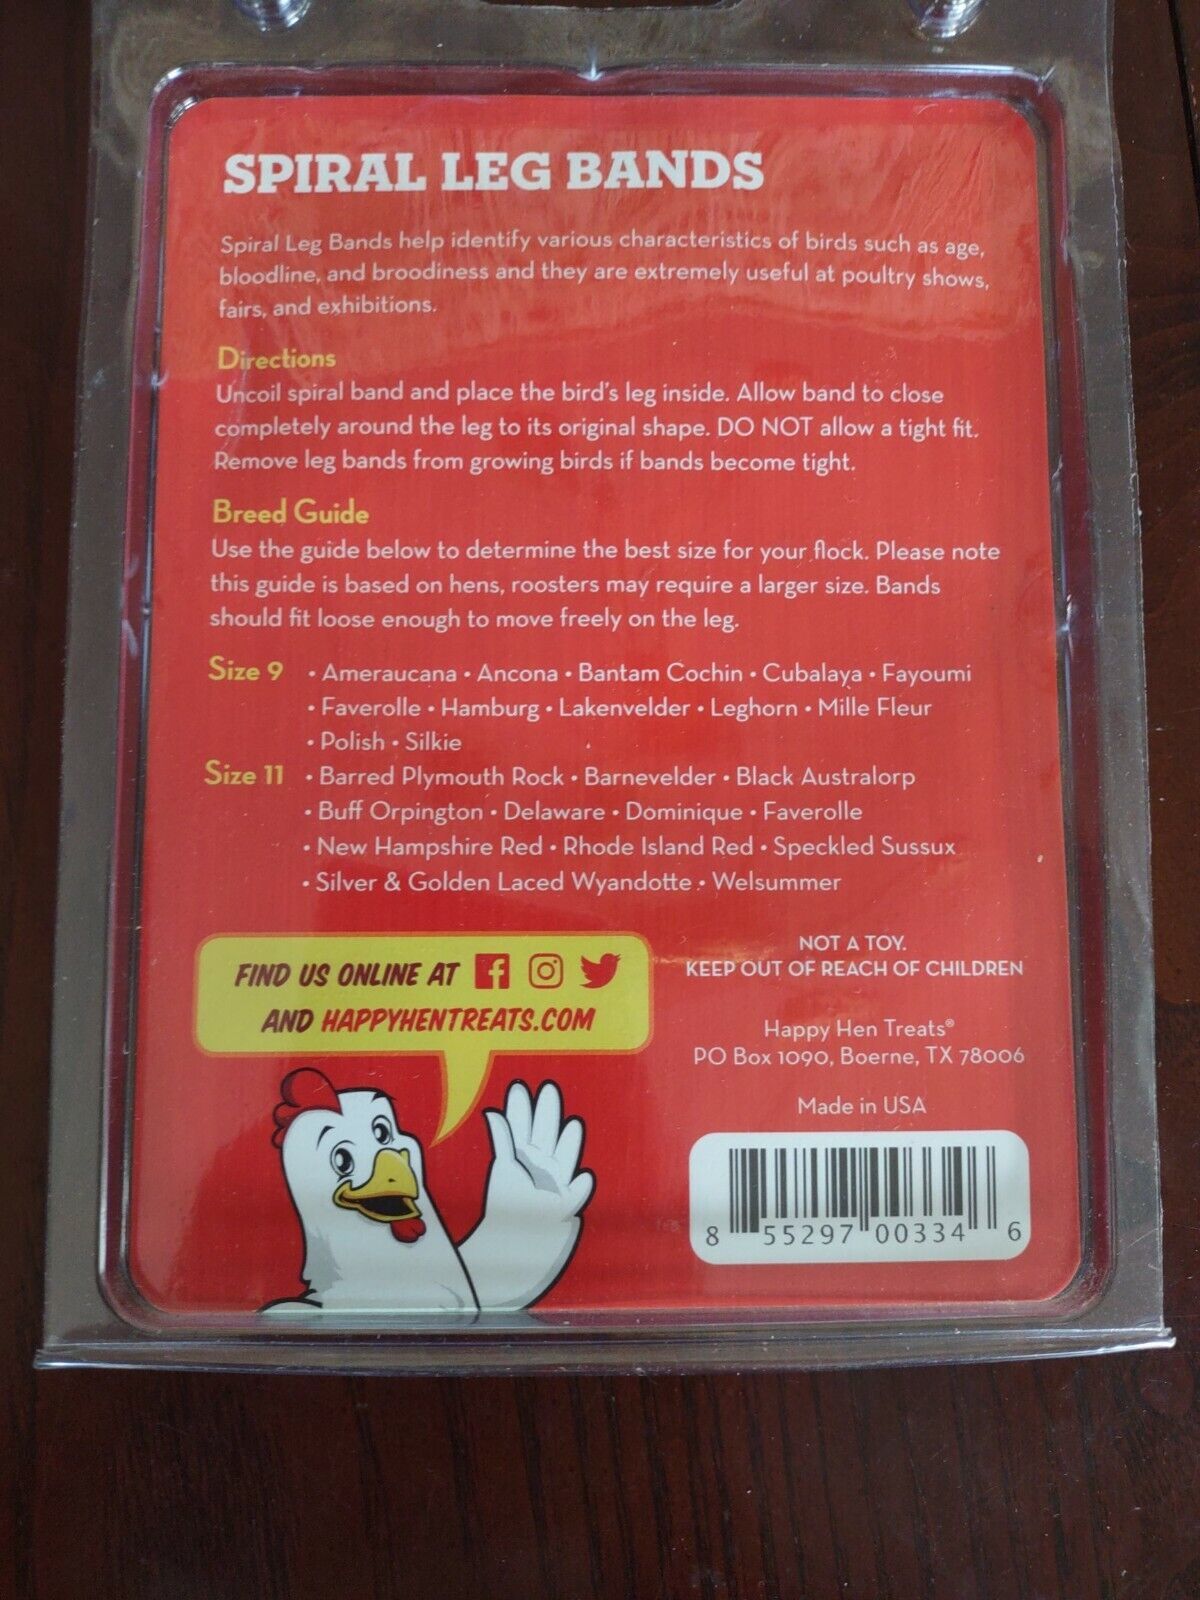 SPIRAL LEG BANDS
Spiral Leg Bands help identify various characteristics of birds such as age,
bloodline, and broodiness and they are extremely useful at poultry shows,
fairs, and exhibitions.
Directions
Uncoil spiral band and place the bird's leg inside. Allow band to close
completely around the leg to its original shape. DO NOT allow a tight fit.
Remove leg bands from growing birds if bands become tight.
Breed Guide
Use the guide below to determine the best size for your flock. Please note
this guide is based on hens, roosters may require a larger size. Bands
should fit loose enough to move freely on the leg.
Size 9 • Ameraucana • Ancona • Bantam Cochin • Cubalaya • Fayoumi
• Faverolle • Hamburg • Lakenvelder • Leghorn • Mille Fleur
• Polish • Silkie
Size 11 • Barred Plymouth Rock • Barnevelder • Black Australorp
• Buff Orpington • Delaware • Dominique • Faverolle
• New Hampshire Red • Rhode Island Red • Speckled Sussux
• Silver & Golden Laced Wyandotte • Welsummer
FIND US ONLINE AT
AND HAPPYHENTREATS.COM
NOT A TOY.
KEEP OUT OF REACH OF CHILDREN
Happy Hen Treats®
PO Box 1090, Boerne, TX 78006
Made in USA
8 55297 00334 6